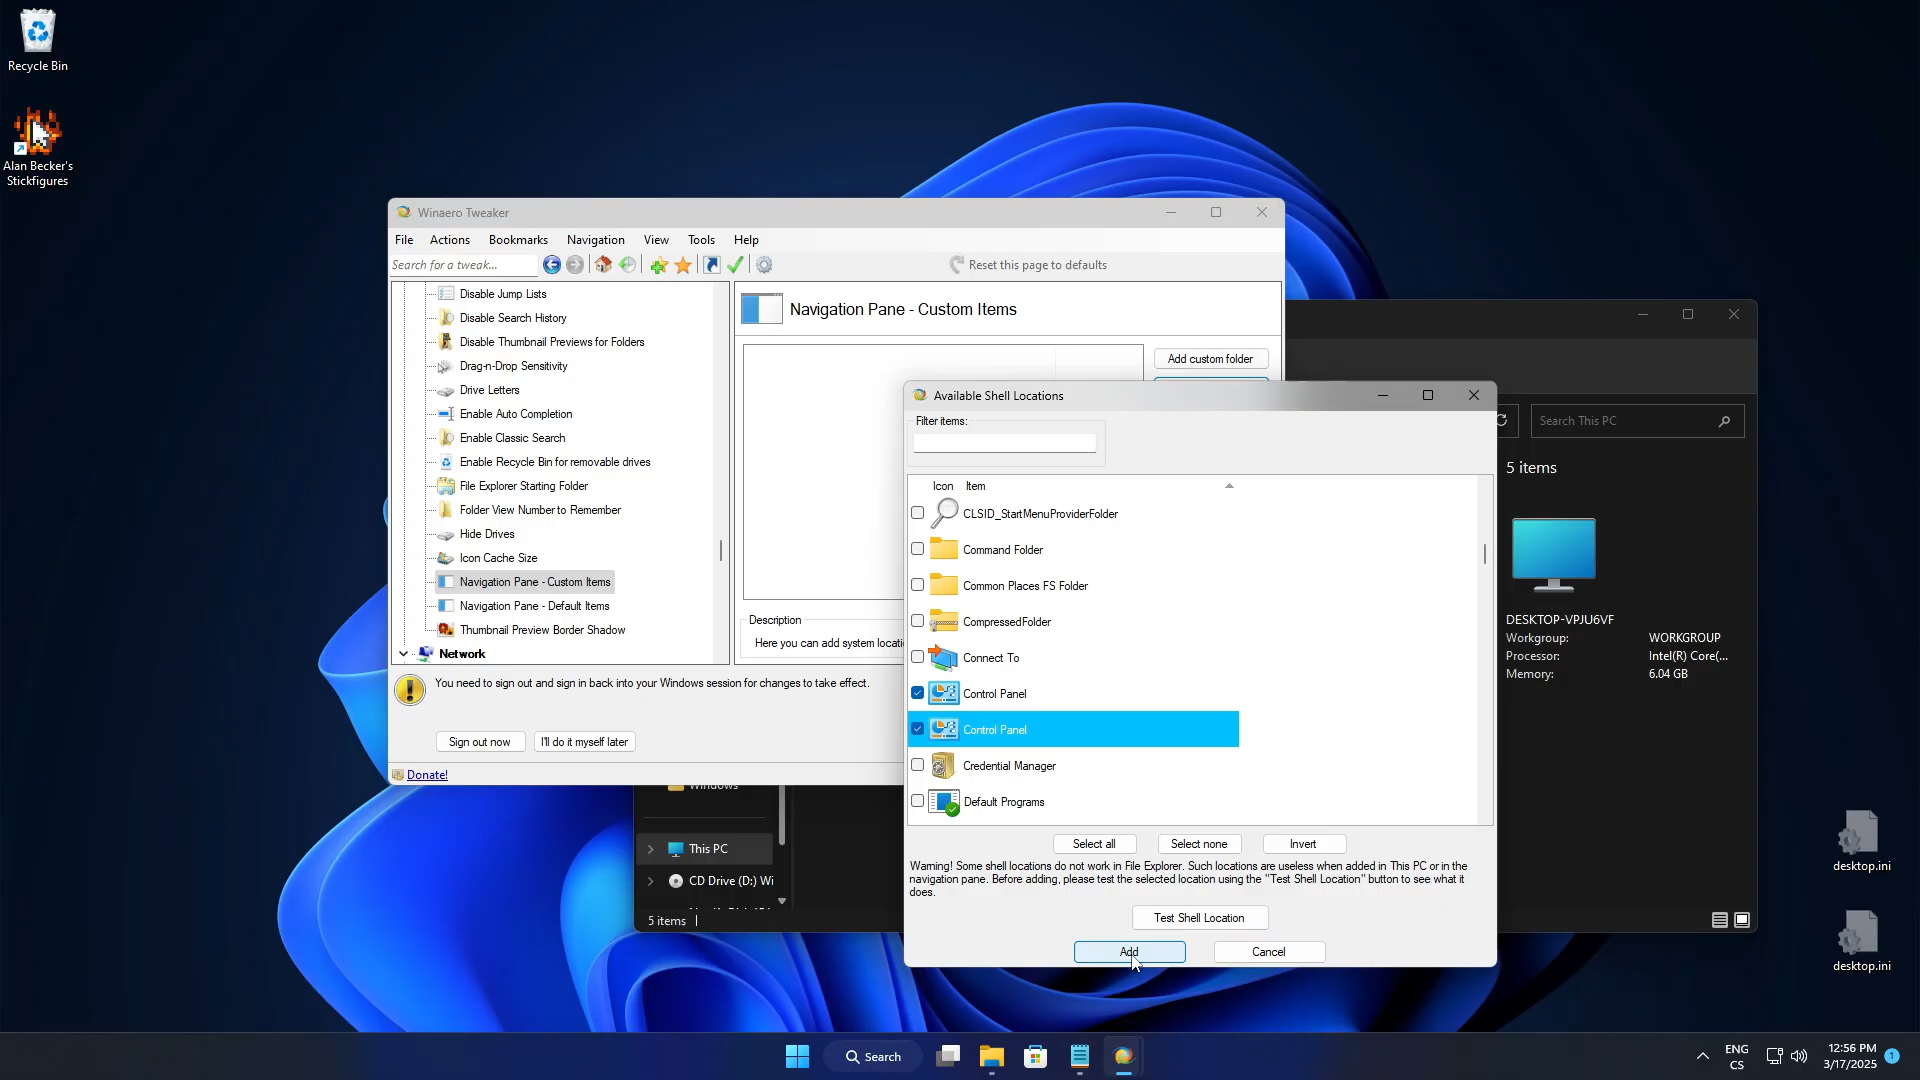 Recycle Bin
Alan Becker's
Stickfigures
Winaero Tweaker
File Actions Bookmarks Navigation View Tools Help
Search for a tweak...
Reset this page to defaults
Disable Jump Lists
Disable Search History
Disable Thumbnail Previews for Folders
Drag-n-Drop Sensitivity
Drive Letters
Enable Auto Completion
Enable Classic Search
Enable Recycle Bin for removable drives
File Explorer Starting Folder
Folder View Number to Remember
Hide Drives
Icon Cache Size
Navigation Pane - Custom Items
Navigation Pane - Default Items
Thumbnail Preview Border Shadow
Network
Navigation Pane - Custom Items
Add custom folder
Description
Here you can add system locati
You need to sign out and sign in back into your Windows session for changes to take effect.
Sign out now I'll do it myself later
Donate!
Available Shell Locations
Filter items:
Icon Item
CLSID_StartMenuProviderFolder
Command Folder
Common Places FS Folder
CompressedFolder
Connect To
Control Panel
Control Panel
Credential Manager
Default Programs
Select all Select none Invert
Warning! Some shell locations do not work in File Explorer. Such locations are useless when added in This PC or in the
navigation pane. Before adding, please test the selected location using the "Test Shell Location" button to see what it
does.
Test Shell Location
Add Cancel
Search This PC
5 items
DESKTOP-VPJU6VF
Workgroup: WORKGROUP
Processor: Intel(R) Core(...
Memory: 6.04 GB
Windows
This PC
CD Drive (D:) Wi
5 items
desktop.ini
desktop.ini
Search
ENG
CS
12:56 PM
3/17/2025
1